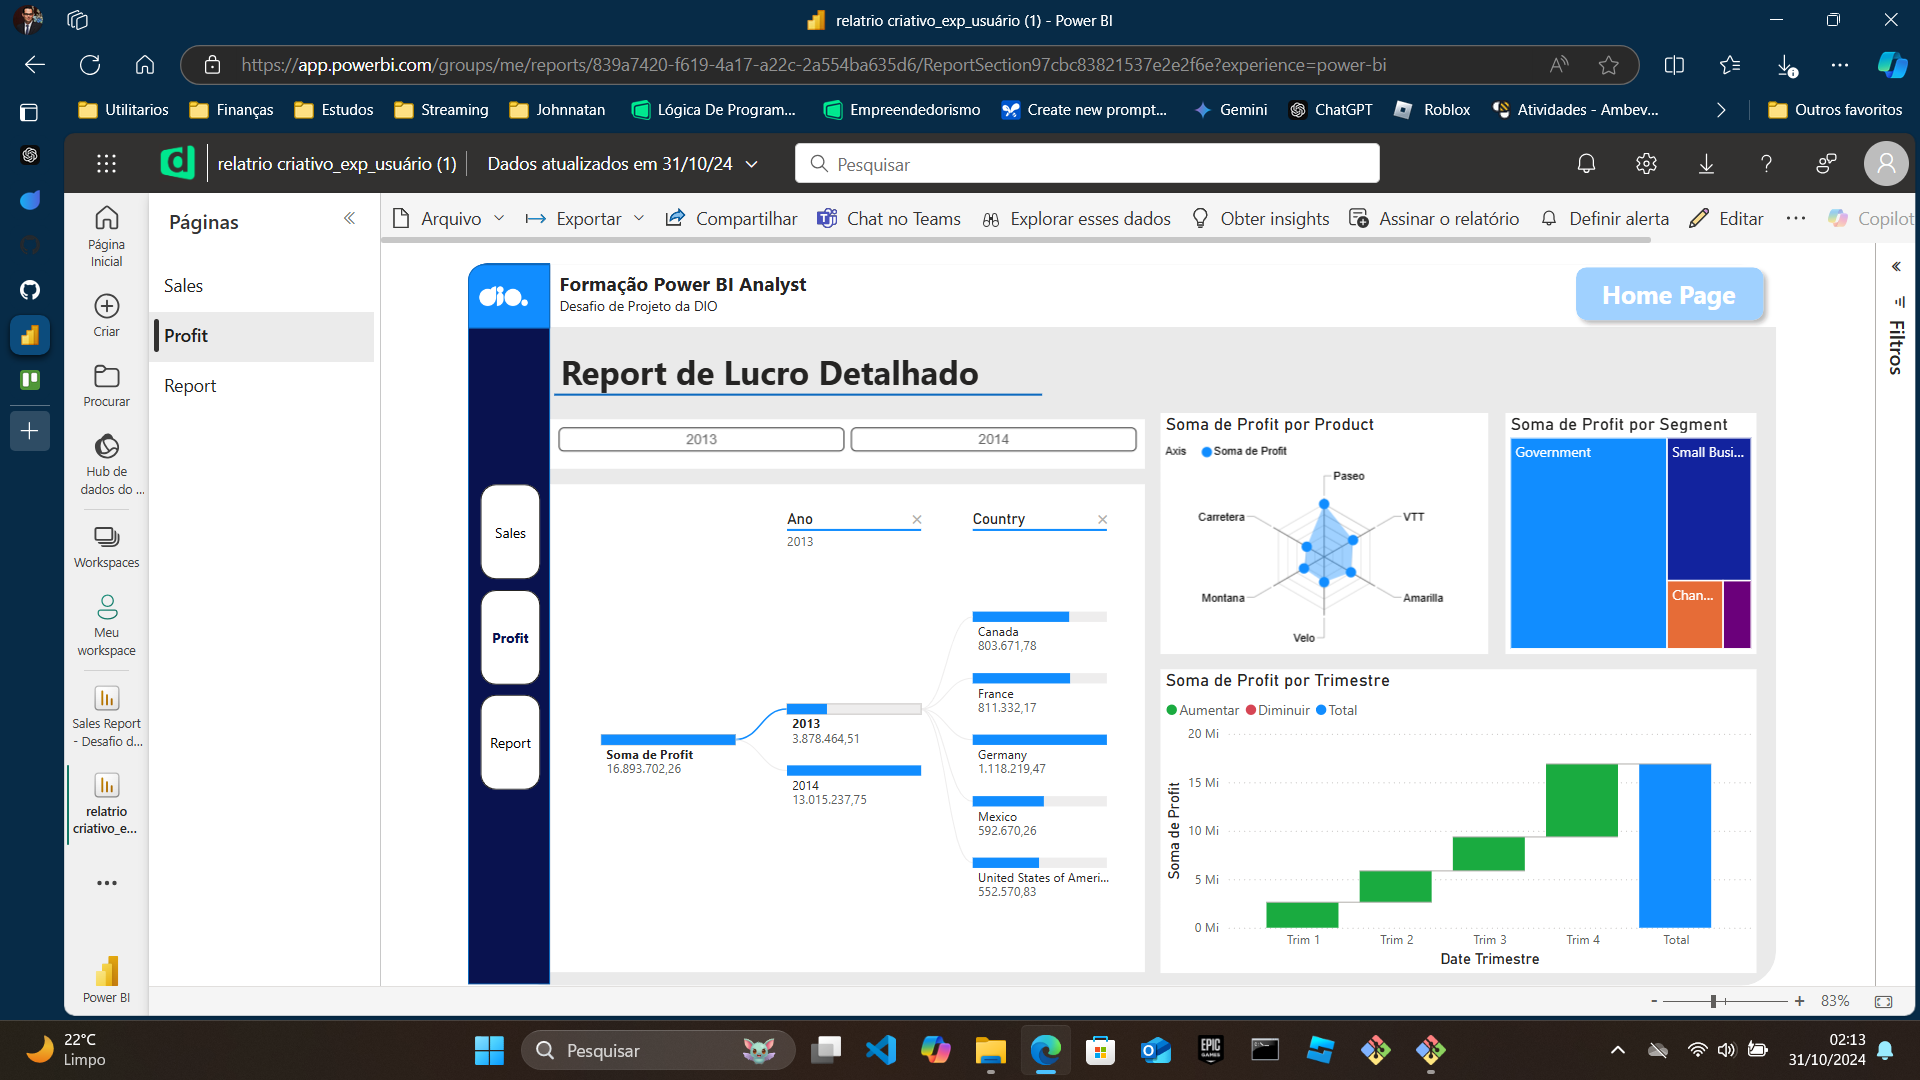 relatrio criativo_exp_usuário (1) - Power BI
https://app.powerbi.com/groups/me/reports/839a7420-f619-4a17-a22c-2a554ba635d6/ReportSection97cbc83821537e2e2f6e?experience=power-bi
Utilitarios
Finanças
Estudos
Streaming
Johnnatan
Lógica De Program...
Empreendedorismo
Create new prompt...
Gemini
ChatGPT
Roblox
Atividades - Ambev...
Outros favoritos
relatrio criativo_exp_usuário (1)
Dados atualizados em 31/10/24
Pesquisar
Página
Inicial
Criar
Procurar
Hub de
dados do ...
Workspaces
Meu
workspace
Sales Report
- Desafio d...
relatrio
criativo_e...
Power BI
Páginas
Sales
Profit
Report
Arquivo
Exportar
Compartilhar
Chat no Teams
Explorar esses dados
Obter insights
Assinar o relatório
Definir alerta
Editar
Copilot
dio.
Formação Power BI Analyst
Desafio de Projeto da DIO
Home Page
Filtros
Report de Lucro Detalhado
Sales
Profit
Report
2013
2014
Ano
2013
Country
Soma de Profit
16.893.702,26
2013
3.878.464,51
2014
13.015.237,75
Canada
803.671,78
France
811.332,17
Germany
1.118.219,47
Mexico
592.670,26
United States of Ameri...
552.570,83
Soma de Profit por Product
Axis
Soma de Profit
Paseo
VTT
Amarilla
Velo
Montana
Carretera
Soma de Profit por Segment
Government
Small Busi...
Chan...
Soma de Profit por Trimestre
Aumentar
Diminuir
Total
20 Mi
15 Mi
10 Mi
5 Mi
0 Mi
Soma de Profit
Trim 1
Trim 2
Trim 3
Trim 4
Total
Date Trimestre
- + 83%
22°C
Limpo
Pesquisar
EPIC
GAMES
02:13
31/10/2024